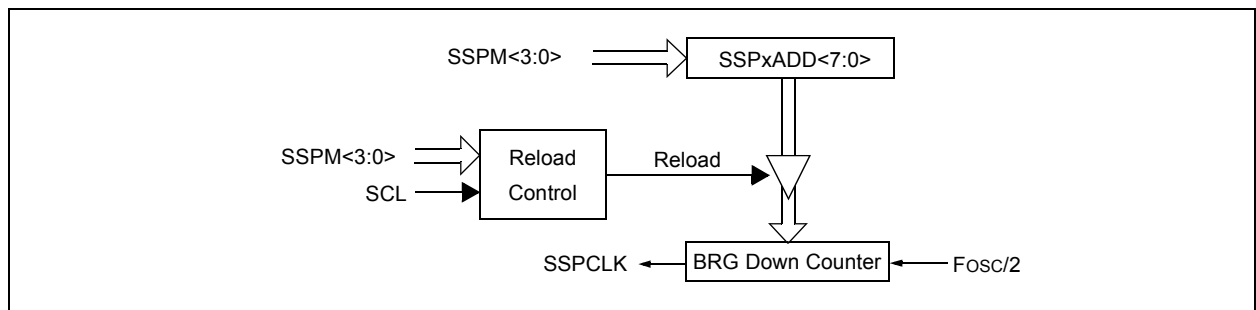 SSPM<3:0>
SSPxADD<7:0>
SSPM<3:0>
SCL
Reload
Control
Reload
SSPCLK
BRG Down Counter
FOSC/2